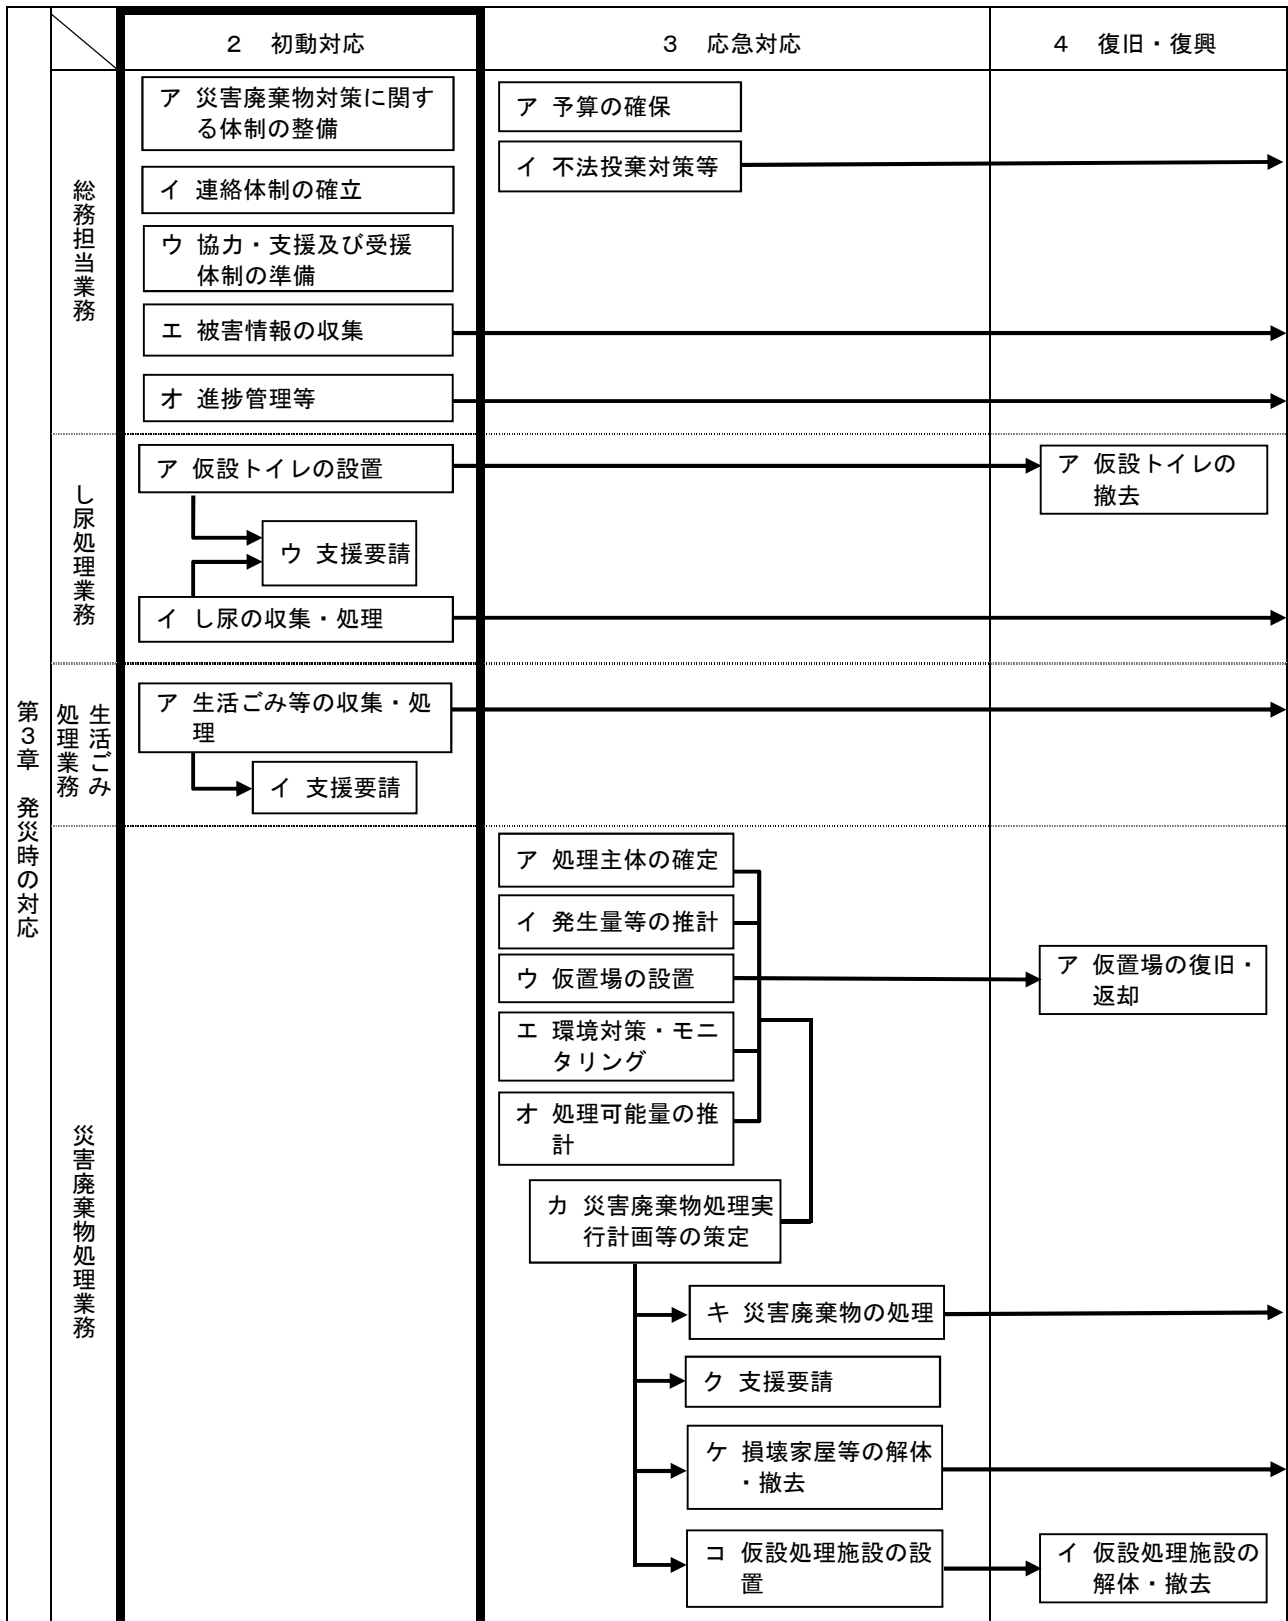 第３章　発災時の対応
２　初動対応
３　応急対応
４　復旧・復興
総務担当業務
ア 災害廃棄物対策に関す
る体制の整備
イ 連絡体制の確立
ウ 協力・支援及び受援
体制の準備
エ 被害情報の収集
オ 進捗管理等
ア 予算の確保
イ 不法投棄対策等
し尿処理業務
ア 仮設トイレの設置
ウ 支援要請
イ し尿の収集・処理
ア 仮設トイレの
撤去
生活ごみ
処理業務
ア 生活ごみ等の収集・処
理
イ 支援要請
災害廃棄物処理業務
ア 処理主体の確定
イ 発生量等の推計
ウ 仮置場の設置
エ 環境対策・モニ
タリング
オ 処理可能量の推
計
カ 災害廃棄物処理実
行計画等の策定
キ 災害廃棄物の処理
ク 支援要請
ケ 損壊家屋等の解体
・撤去
コ 仮設処理施設の設
置
ア 仮置場の復旧・
返却
イ 仮設処理施設の
解体・撤去